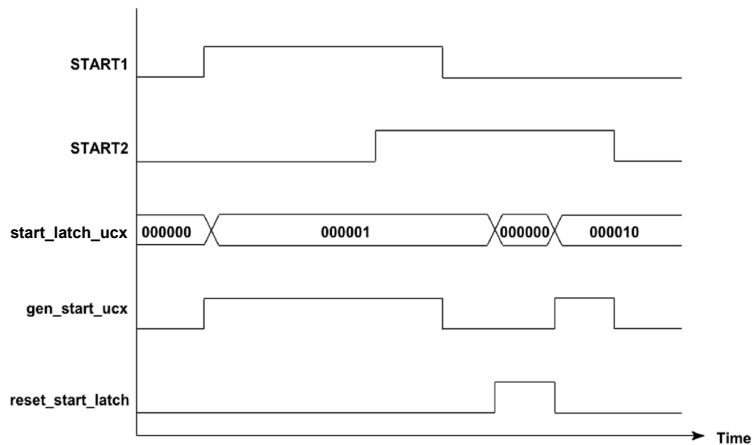 START1
START2
start_latch_ucx
000000
000001
000000
000010
gen_start_ucx
reset_start_latch
Time